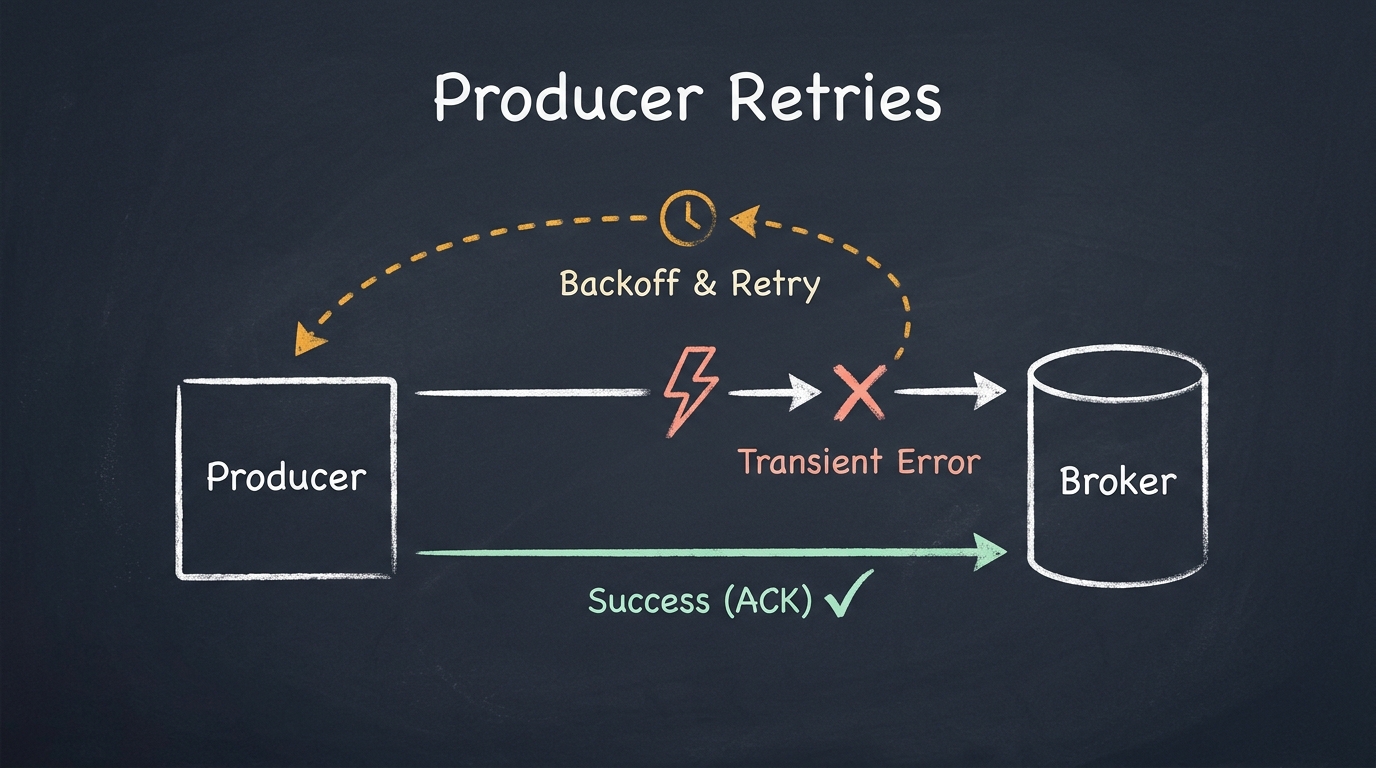 Producer Retries
Backoff & Retry
Transient Error
Producer
Broker
Success (ACK)